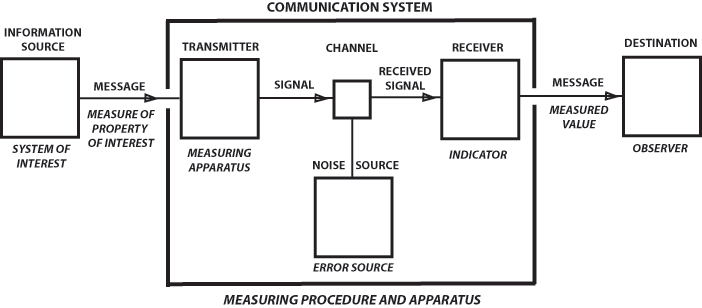 COMMUNICATION SYSTEM
INFORMATION
SOURCE
TRANSMITTER
CHANNEL
RECEIVER
DESTINATION
MESSAGE
MEASURE OF
PROPERTY
OF INTEREST
SIGNAL
RECEIVED
SIGNAL
MESSAGE
MEASURED
VALUE
SYSTEM OF
INTEREST
MEASURING
APPARATUS
INDICATOR
OBSERVER
NOISE SOURCE
ERROR SOURCE
MEASURING PROCEDURE AND APPARATUS